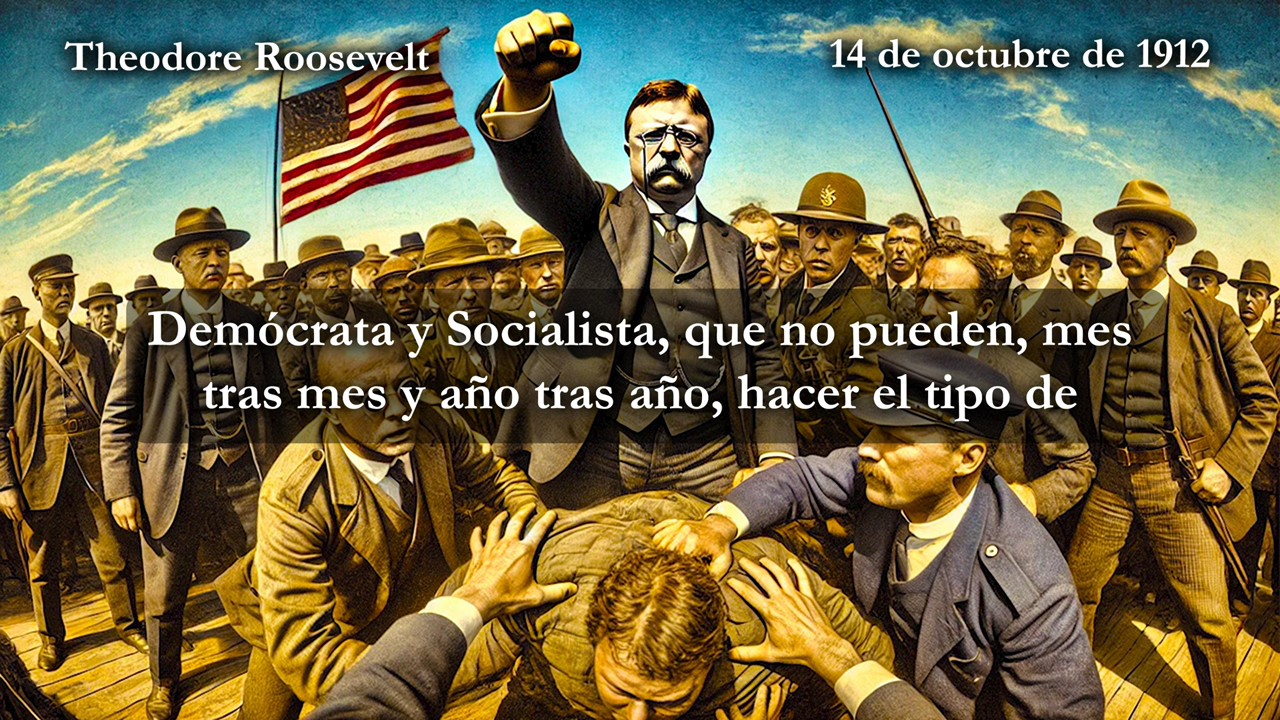 Theodore Roosevelt
14 de octubre de 1912
Demócrata y Socialista, que no pueden, mes
tras mes y año tras año, hacer el tipo de